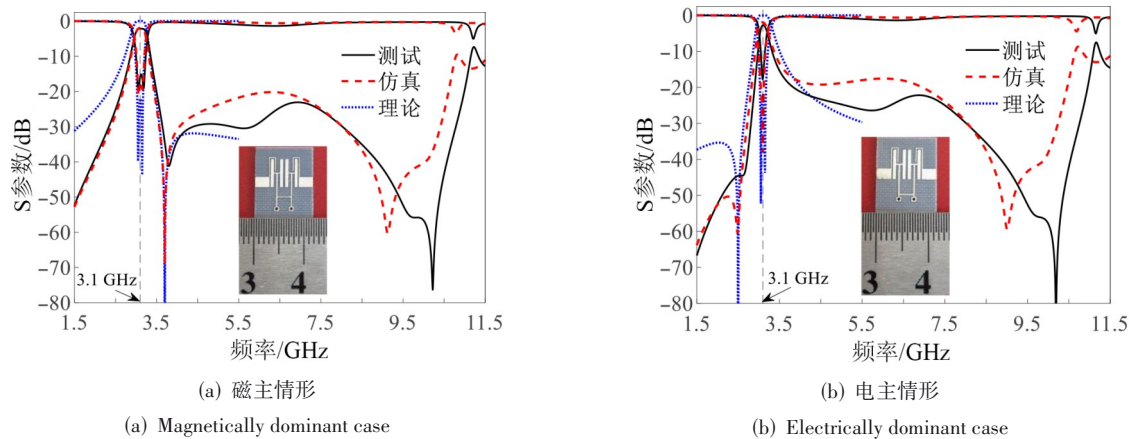 0
−10
−20
−30
−40
−50
−60
−70
−80
S参数/dB
测试
仿真
理论
3.1 GHz
3 4
1.5 3.5 5.5 7.5 9.5 11.5
频率/GHz
(a) 磁主情形
(a) Magnetically dominant case
0
−10
−20
−30
−40
−50
−60
−70
−80
S参数/dB
测试
仿真
理论
3.1 GHz
3 4
1.5 3.5 5.5 7.5 9.5 11.5
频率/GHz
(b) 电主情形
(b) Electrically dominant case